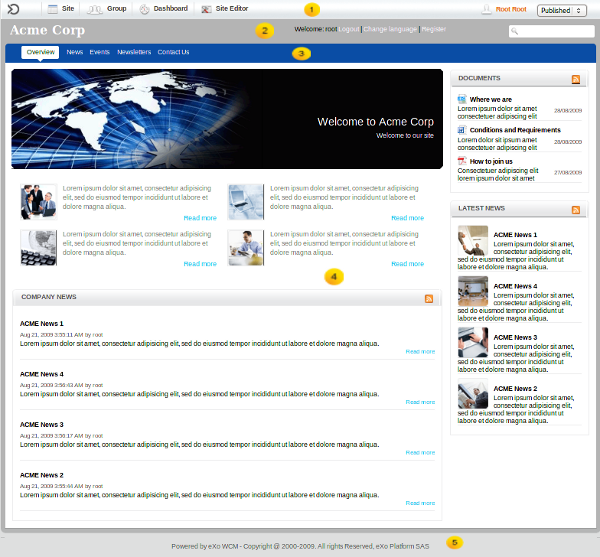 Site Group Dashboard Site Editor 1 Root Root Published
Acme Corp 2 Welcome: root Logout | Change language | Register
Overview News Events Newsletters Contact Us 3
Welcome to Acme Corp
Welcome to our site
Lorem ipsum dolor sit amet, consectetur adipisicing
elit, sed do eiusmod tempor incididunt ut labore et
dolore magna aliqua.
Read more
Lorem ipsum dolor sit amet, consectetur adipisicing
elit, sed do eiusmod tempor incididunt ut labore et
dolore magna aliqua.
Read more
Lorem ipsum dolor sit amet, consectetur adipisicing
elit, sed do eiusmod tempor incididunt ut labore et
dolore magna aliqua.
Read more
Lorem ipsum dolor sit amet, consectetur adipisicing
elit, sed do eiusmod tempor incididunt ut labore et
dolore magna aliqua.
Read more
4
COMPANY NEWS
ACME News 1
Aug 21, 2009 3:55:11 AM by root
Lorem ipsum dolor sit amet, consectetur adipisicing elit, sed do eiusmod tempor incididunt ut labore et dolore magna aliqua.
Read more
ACME News 4
Aug 21, 2009 3:56:43 AM by root
Lorem ipsum dolor sit amet, consectetur adipisicing elit, sed do eiusmod tempor incididunt ut labore et dolore magna aliqua.
Read more
ACME News 3
Aug 21, 2009 3:56:17 AM by root
Lorem ipsum dolor sit amet, consectetur adipisicing elit, sed do eiusmod tempor incididunt ut labore et dolore magna aliqua.
Read more
ACME News 2
Aug 21, 2009 3:55:44 AM by root
Lorem ipsum dolor sit amet, consectetur adipisicing elit, sed do eiusmod tempor incididunt ut labore et dolore magna aliqua.
Read more
DOCUMENTS
Where we are
Lorem ipsum dolor sit amet 28/08/2009
consectetuer adipiscing elit
Conditions and Requirements
Lorem ipsum dolor sit amet 28/08/2009
consectetuer adipiscing elit
How to join us
Consectetuer adipiscing elit 27/08/2009
lorem ipsum dolor sit amet
LATEST NEWS
ACME News 1
Lorem ipsum dolor sit amet,
consectetur adipisicing elit,
sed do eiusmod tempor incididunt ut
labore et dolore magna aliqua.
ACME News 4
Lorem ipsum dolor sit amet,
consectetur adipisicing elit,
sed do eiusmod tempor incididunt ut
labore et dolore magna aliqua.
ACME News 3
Lorem ipsum dolor sit amet,
consectetur adipisicing elit,
sed do eiusmod tempor incididunt ut
labore et dolore magna aliqua.
ACME News 2
Lorem ipsum dolor sit amet,
consectetur adipisicing elit,
sed do eiusmod tempor incididunt ut
labore et dolore magna aliqua.
Powered by eXo WCM - Copyright @ 2000-2009. All rights Reserved, eXo Platform SAS 5